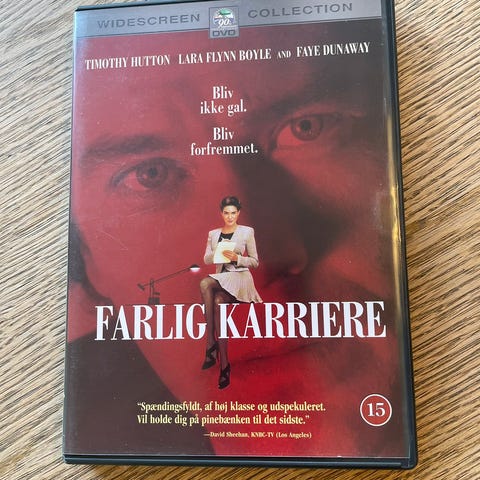 WIDESCREEN COLLECTION
90
DVD
TIMOTHY HUTTON LARA FLYNN BOYLE AND FAYE DUNAWAY
Bliv
ikke gal.
Bliv
forfremmet.
FARLIG KARRIERE
"Spændingsfyldt, af høj klasse og udspekuleret.
Vil holde dig på pinebænken til det sidste."
—David Sheehan, KNBC-TV (Los Angeles)
15